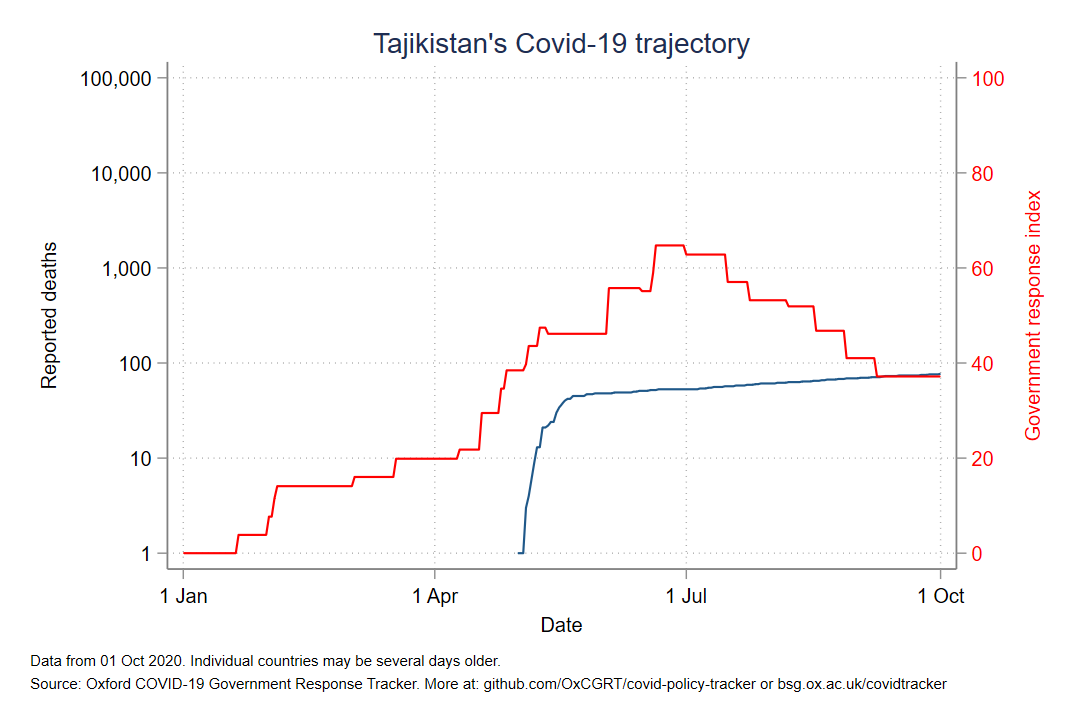 Tajikistan's Covid-19 trajectory
100,000
10,000
1,000
100
10
1
Reported deaths
100
80
60
40
20
0
Government response index
1 Jan
1 Apr
1 Jul
1 Oct
Date
Data from 01 Oct 2020. Individual countries may be several days older.
Source: Oxford COVID-19 Government Response Tracker. More at: github.com/OxCGRT/covid-policy-tracker or bsg.ox.ac.uk/covidtracker